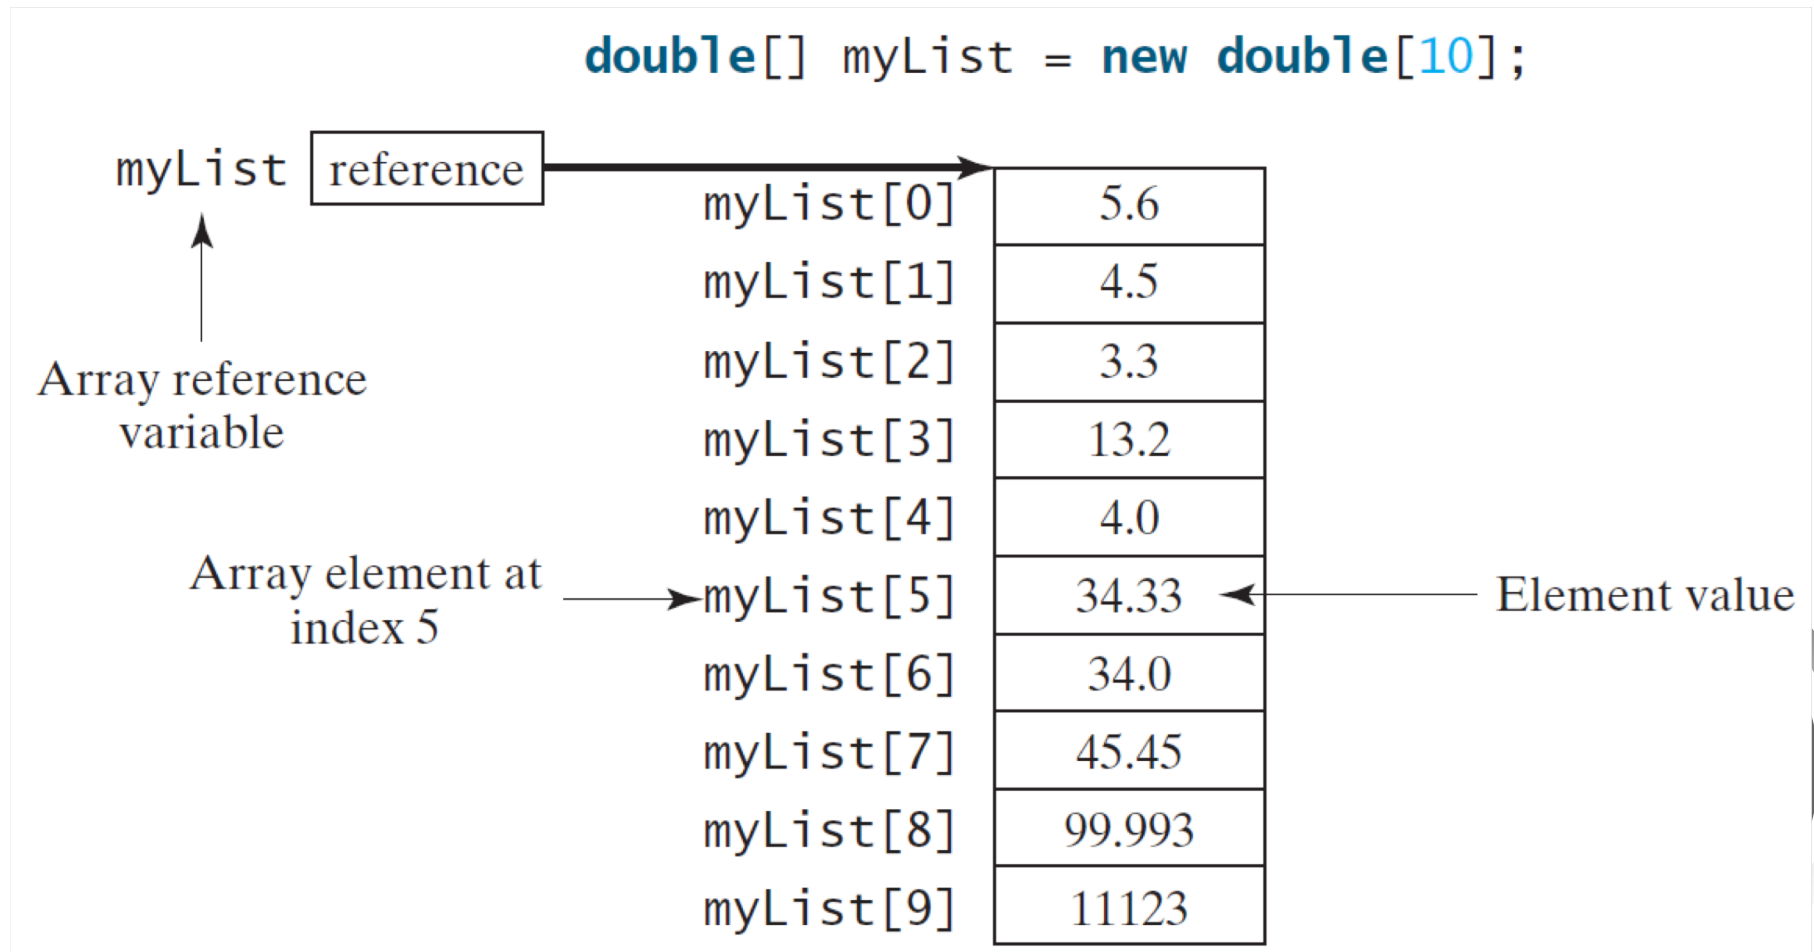 double[] myList = new double[10];
myList reference
myList[0] 5.6
myList[1] 4.5
myList[2] 3.3
Array reference
variable
myList[3] 13.2
myList[4] 4.0
Array element at
index 5
myList[5] 34.33 Element value
myList[6] 34.0
myList[7] 45.45
myList[8] 99.993
myList[9] 11123